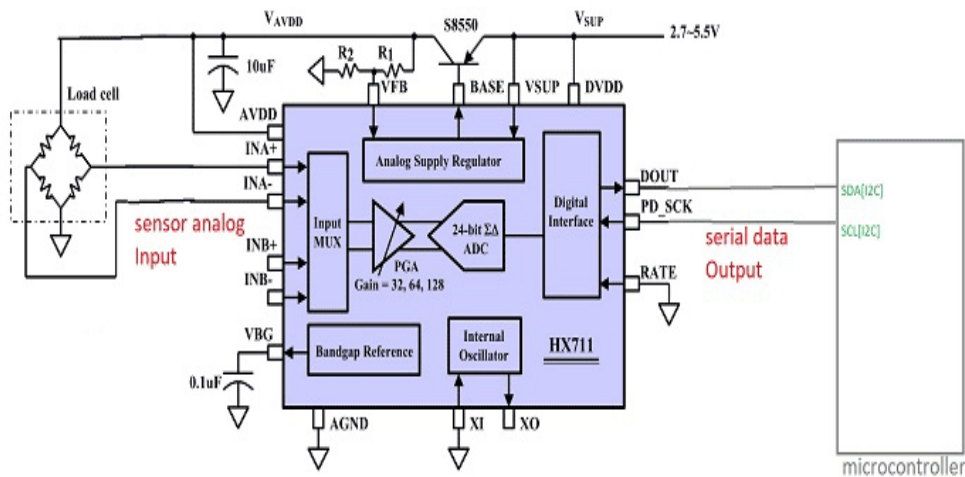 VAVDD
S8550
VSUP
2.7~5.5V
R2
R1
10uF
VFB
BASE
VSUP
DVDD
Load cell
AVDD
INA+
INA-
Analog Supply Regulator
DOUT
SDA[I2C]
PD_SCK
SCL[I2C]
sensor analog
Input
Input
MUX
24-bit ΣΔ
ADC
Digital
Interface
serial data
Output
INB+
INB-
PGA
Gain = 32, 64, 128
RATE
VBG
Bandgap Reference
Internal
Oscillator
HX711
0.1uF
AGND
XI
XO
microcontroller